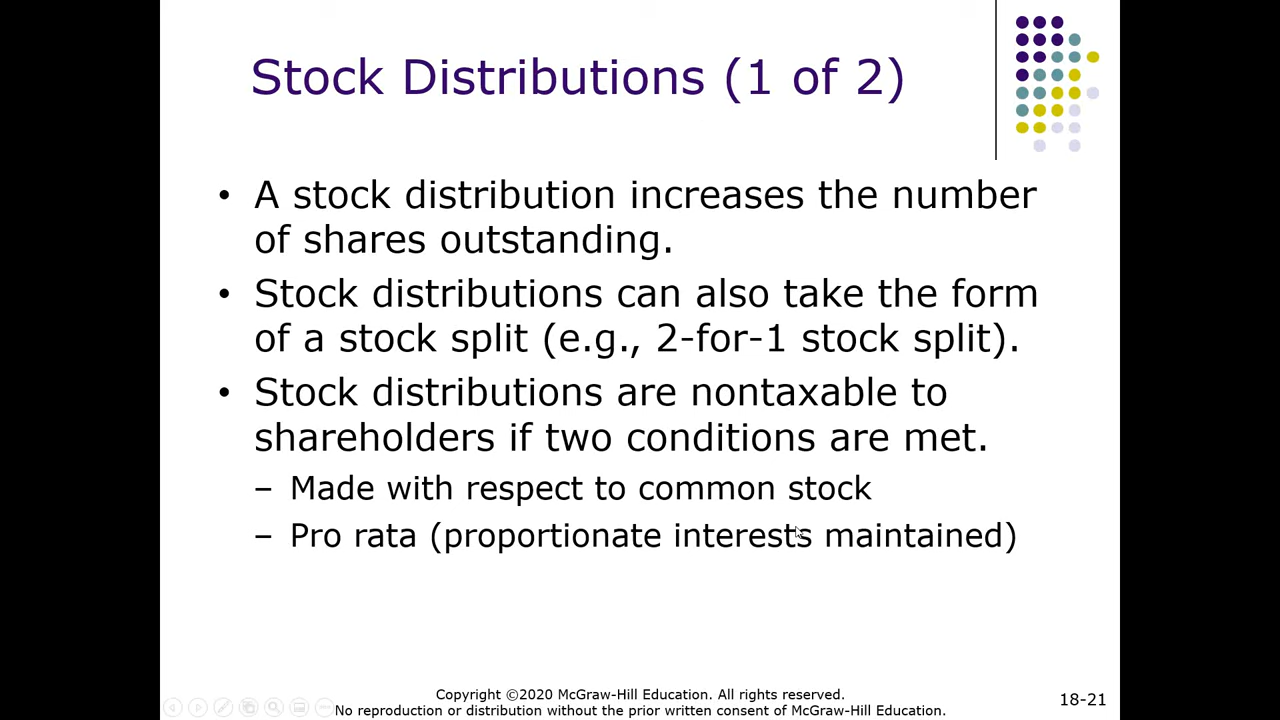 Stock Distributions (1 of 2)
• A stock distribution increases the number
of shares outstanding.
• Stock distributions can also take the form
of a stock split (e.g., 2-for-1 stock split).
• Stock distributions are nontaxable to
shareholders if two conditions are met.
– Made with respect to common stock
– Pro rata (proportionate interests maintained)
Copyright ©2020 McGraw-Hill Education. All rights reserved.
No reproduction or distribution without the prior written consent of McGraw-Hill Education.
18-21